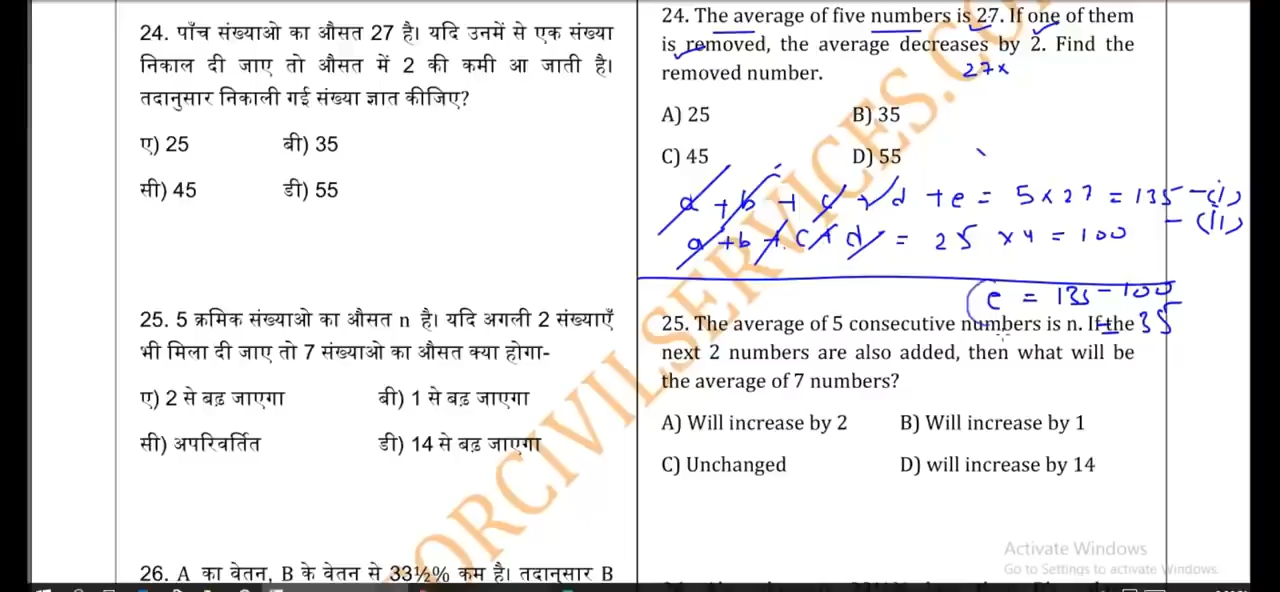 24. पाँच संख्याओ का औसत 27 है। यदि उनमें से एक संख्या
निकाल दी जाए तो औसत में 2 की कमी आ जाती है।
तदानुसार निकाली गई संख्या ज्ञात कीजिए?
ए) 25 बी) 35
सी) 45 डी) 55
25. 5 क्रमिक संख्याओ का औसत n है। यदि अगली 2 संख्याएँ
भी मिला दी जाए तो 7 संख्याओ का औसत क्या होगा-
ए) 2 से बढ़ जाएगा बी) 1 से बढ़ जाएगा
सी) अपरिवर्तित डी) 14 से बढ़ जाएगा
26. A का वेतन, B के वेतन से 33½% कम है। तदानुसार B
24. The average of five numbers is 27. If one of them
is removed, the average decreases by 2. Find the
removed number.
27×
A) 25 B) 35
C) 45 D) 55
a + b + c + d + e = 5 × 27 = 135 - (i)
a + b + c + d = 25 × 4 = 100 - (ii)
e = 135 - 100
= 35
25. The average of 5 consecutive numbers is n. If the
next 2 numbers are also added, then what will be
the average of 7 numbers?
A) Will increase by 2 B) Will increase by 1
C) Unchanged D) will increase by 14
Activate Windows
Go to Settings to activate Windows.
ORCIVILSERVICES.CO